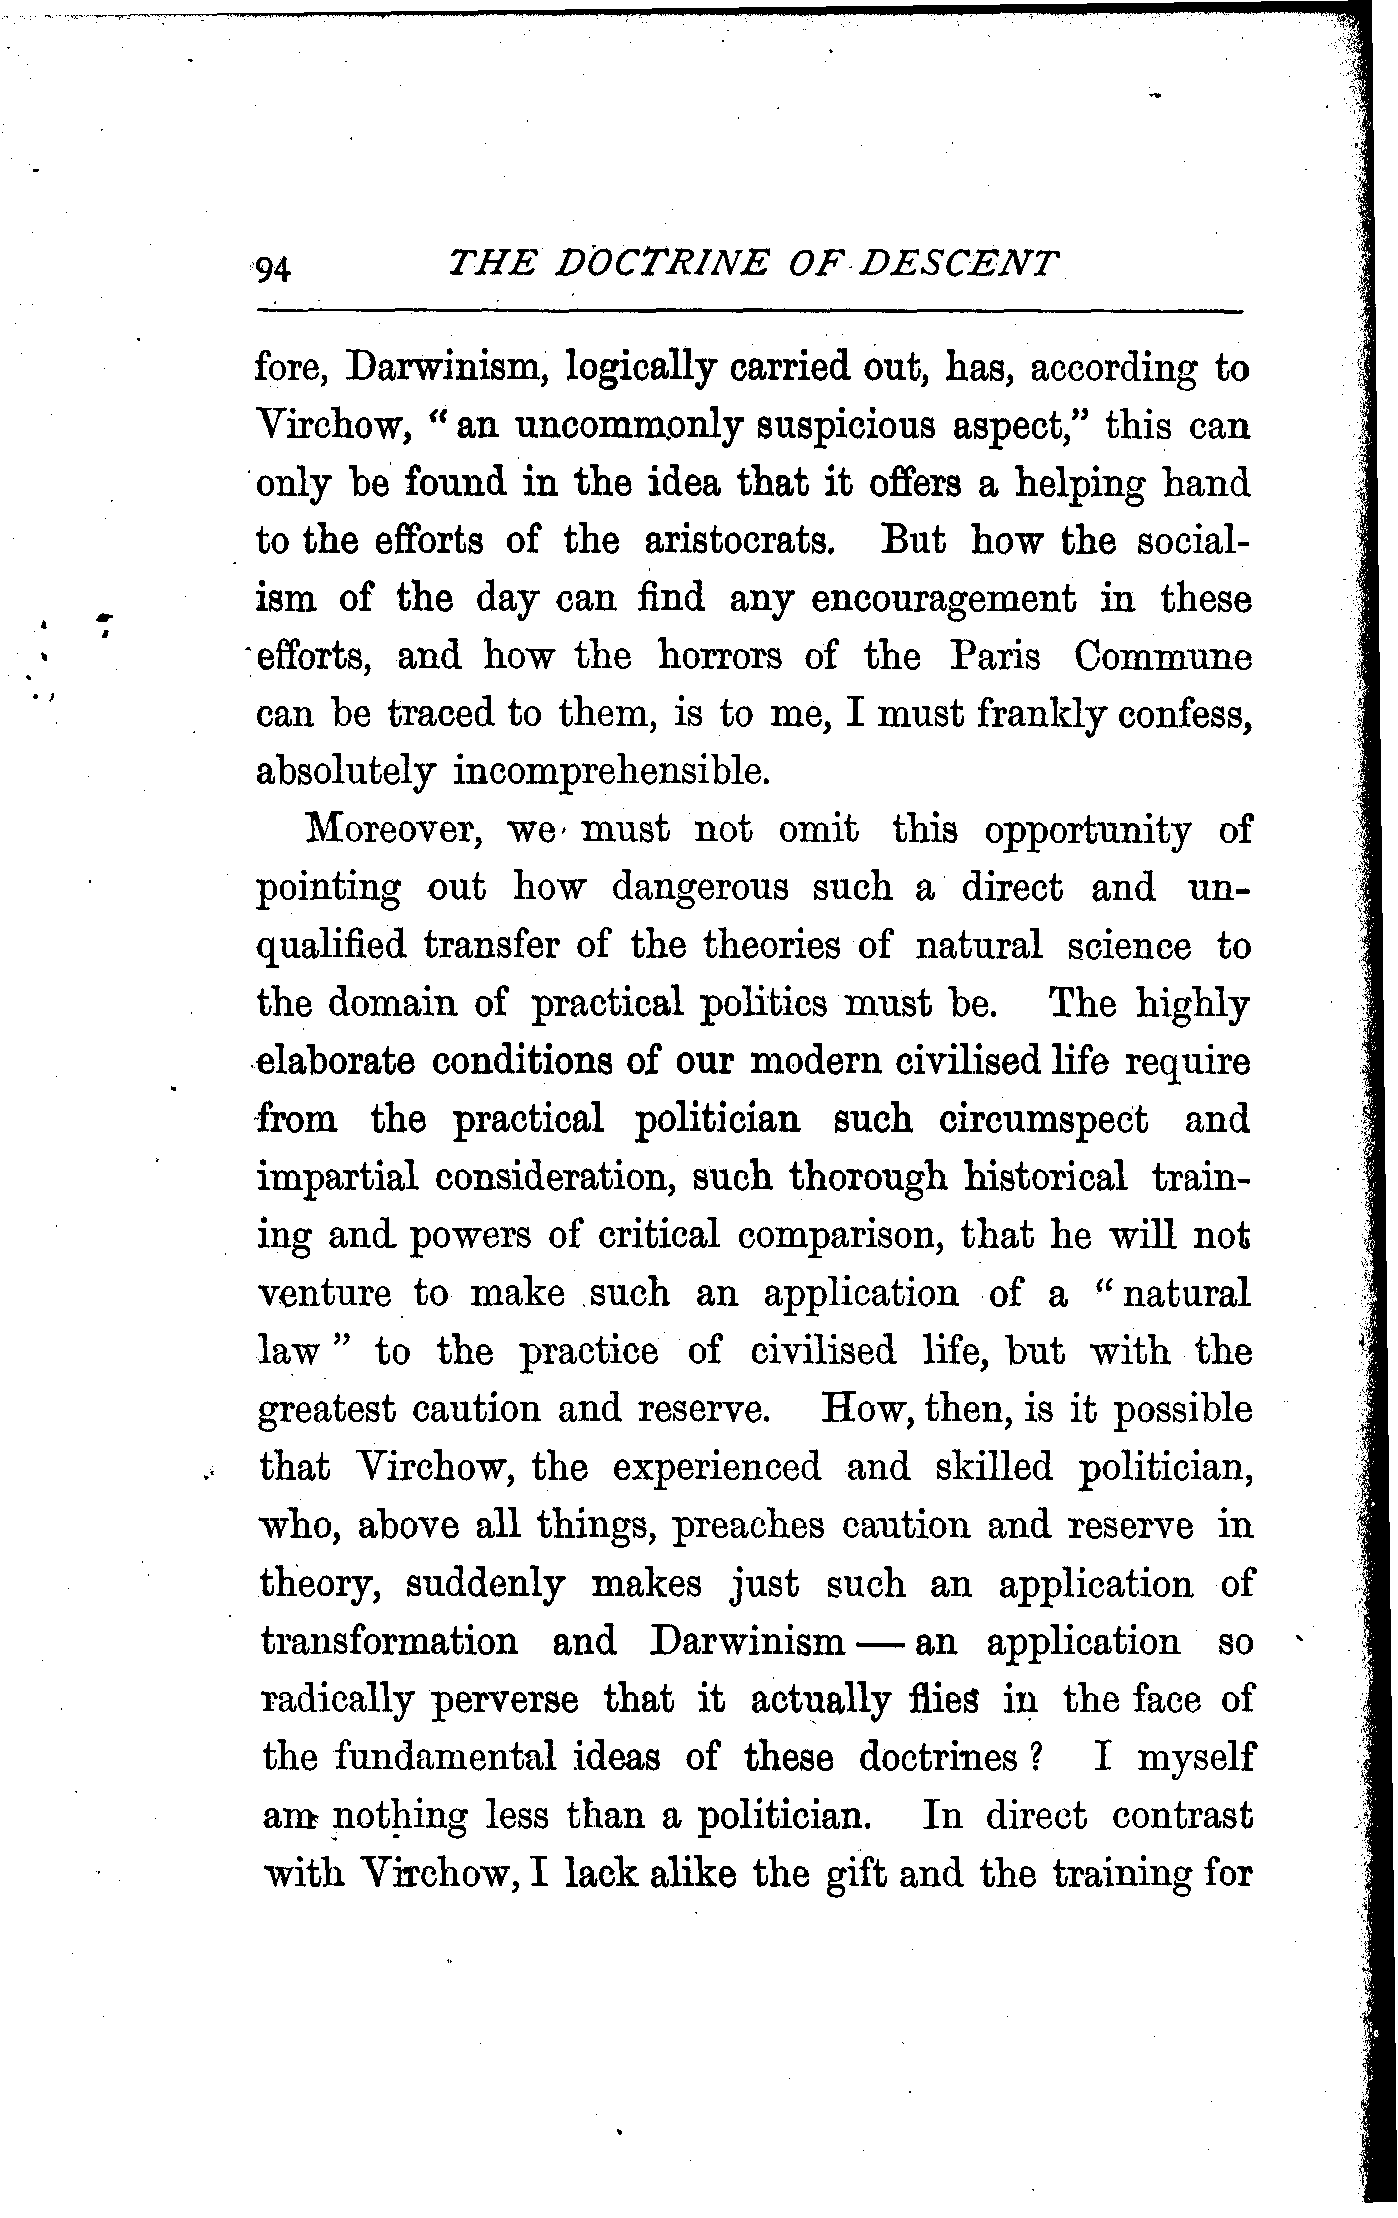 94 THE DOCTRINE OF DESCENT
fore, Darwinism, logically carried out, has, according to
Virchow, “ an uncommonly suspicious aspect,” this can
only be found in the idea that it offers a helping hand
to the efforts of the aristocrats. But how the social-
ism of the day can find any encouragement in these
efforts, and how the horrors of the Paris Commune
can be traced to them, is to me, I must frankly confess,
absolutely incomprehensible.
Moreover, we must not omit this opportunity of
pointing out how dangerous such a direct and un-
qualified transfer of the theories of natural science to
the domain of practical politics must be. The highly
elaborate conditions of our modern civilised life require
from the practical politician such circumspect and
impartial consideration, such thorough historical train-
ing and powers of critical comparison, that he will not
venture to make such an application of a “ natural
law ” to the practice of civilised life, but with the
greatest caution and reserve. How, then, is it possible
that Virchow, the experienced and skilled politician,
who, above all things, preaches caution and reserve in
theory, suddenly makes just such an application of
transformation and Darwinism — an application so
radically perverse that it actually flies in the face of
the fundamental ideas of these doctrines ? I myself
am nothing less than a politician. In direct contrast
with Virchow, I lack alike the gift and the training for